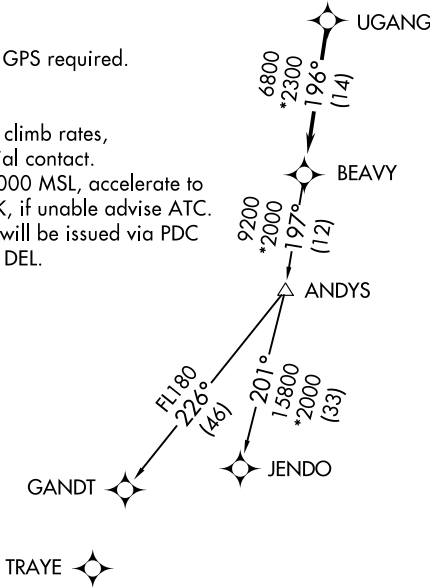 UGANG
GPS required.
6800
*2300
196°
(14)
climb rates,
al contact.
000 MSL, accelerate to
K, if unable advise ATC.
will be issued via PDC
DEL.
BEAVY
9200
*2000
197°
(12)
ANDYS
FL180
226°
(46)
201°
15800
*2000
(33)
GANDT
JENDO
TRAYE